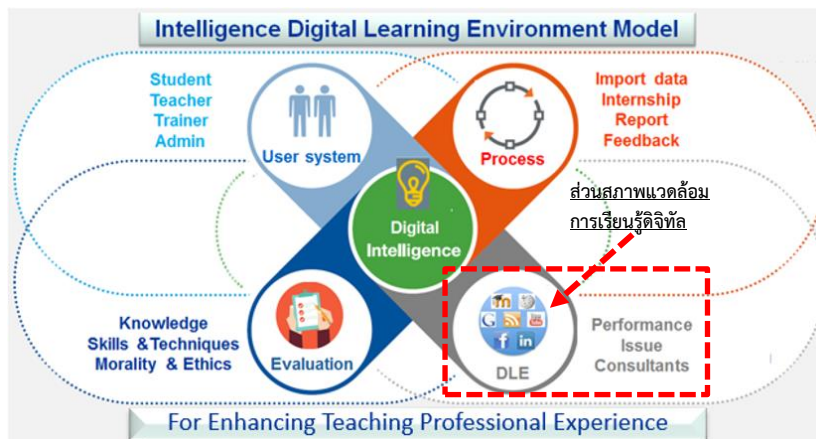 Intelligence Digital Learning Environment Model
Student
Teacher
Trainer
Admin
User system
Process
Import data
Internship
Report
Feedback
Digital
Intelligence
ส่วนสภาพแวดล้อม
การเรียนรู้ดิจิทัล
Knowledge
Skills &Techniques
Morality & Ethics
Evaluation
G
You
Tube
f
in
DLE
Performance
Issue
Consultants
For Enhancing Teaching Professional Experience